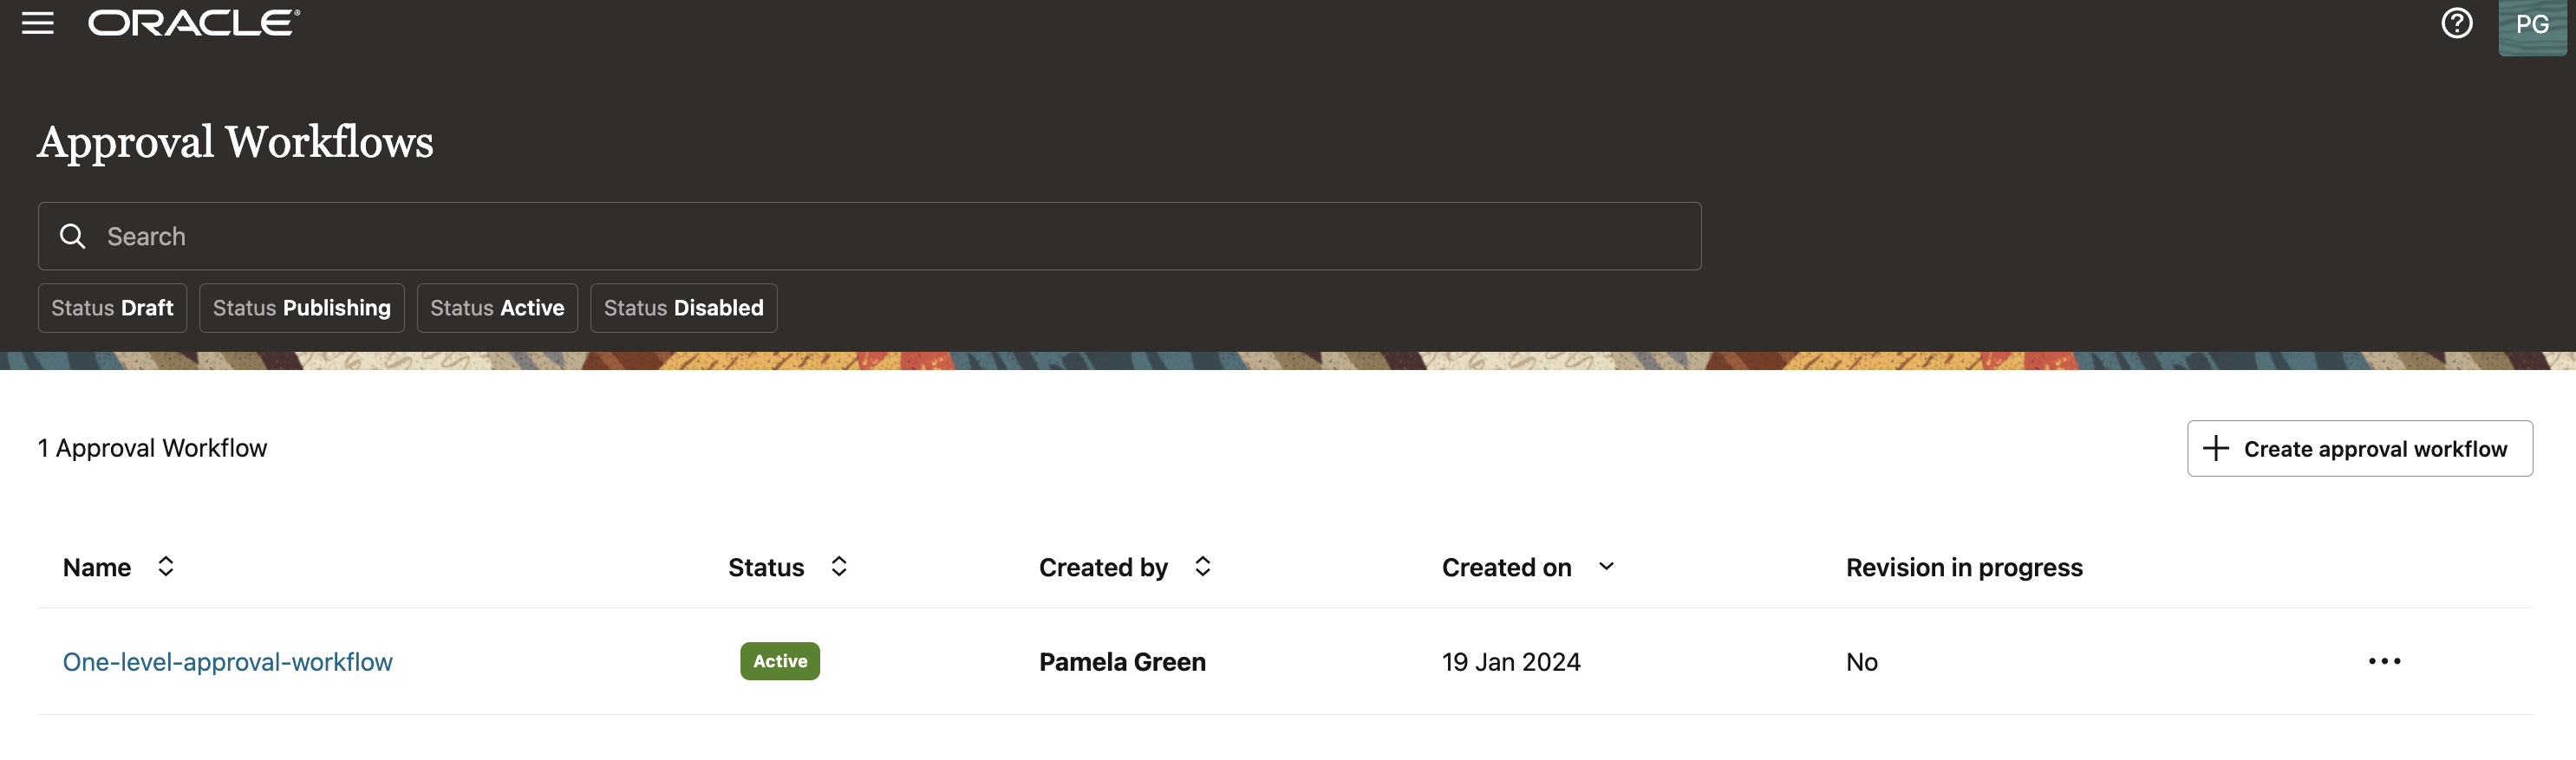 ORACLE®
PG
Approval Workflows
Search
Status Draft Status Publishing Status Active Status Disabled
1 Approval Workflow
Create approval workflow
Name Status Created by Created on Revision in progress
One-level-approval-workflow Active Pamela Green 19 Jan 2024 No